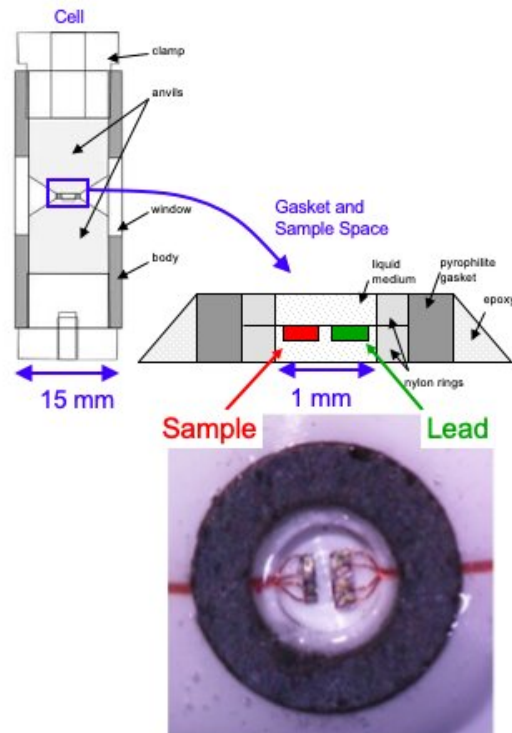 Cell
clamp
anvils
window
body
15 mm
Gasket and
Sample Space
liquid
medium
pyrophilite
gasket
epoxy
nylon rings
1 mm
Sample
Lead